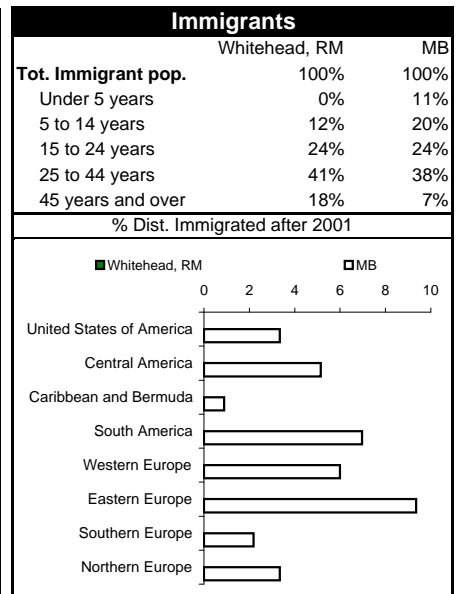 Immigrants
Whitehead, RM MB
Tot. Immigrant pop. 100% 100%
Under 5 years 0% 11%
5 to 14 years 12% 20%
15 to 24 years 24% 24%
25 to 44 years 41% 38%
45 years and over 18% 7%
% Dist. Immigrated after 2001
Whitehead, RM MB
0 2 4 6 8 10
United States of America
Central America
Caribbean and Bermuda
South America
Western Europe
Eastern Europe
Southern Europe
Northern Europe